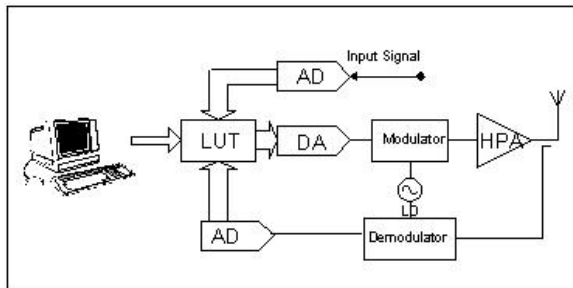 Input Signal
AD
LUT
DA
Modulator
HPA
LO
AD
Demodulator